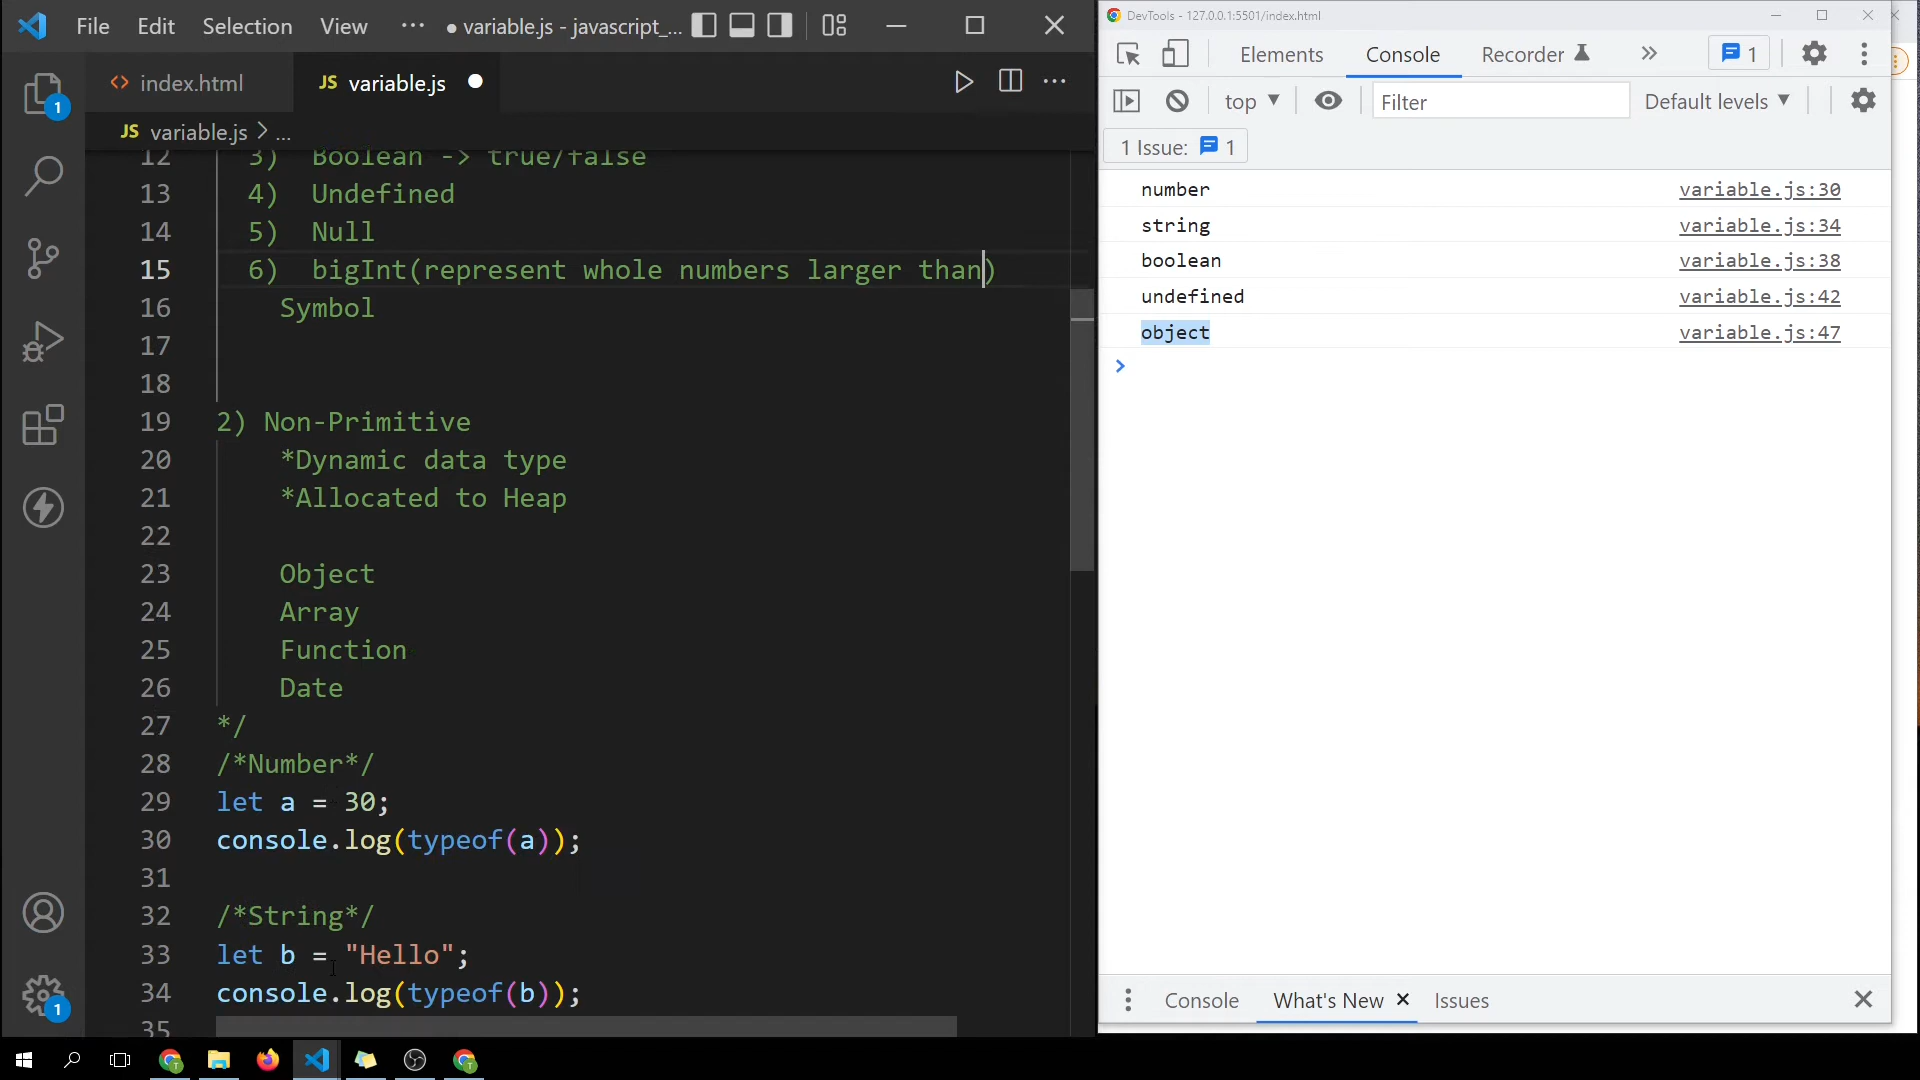 File Edit Selection View ··· ● variable.js - javascript_...
<> index.html JS variable.js ●
JS variable.js > ...
1
12 3) Boolean -> true/false
13 4) Undefined
14 5) Null
15 6) bigInt(represent whole numbers larger than)
16 Symbol
17
18
19 2) Non-Primitive
20 *Dynamic data type
21 *Allocated to Heap
22
23 Object
24 Array
25 Function
26 Date
27 */
28 /*Number*/
29 let a = 30;
30 console.log(typeof(a));
31
32 /*String*/
33 let b = "Hello";
34 console.log(typeof(b));
35
1
DevTools - 127.0.0.1:5501/index.html
Elements Console Recorder 1
top Filter Default levels
1 Issue: 1
number variable.js:30
string variable.js:34
boolean variable.js:38
undefined variable.js:42
object variable.js:47
>
Console What's New × Issues